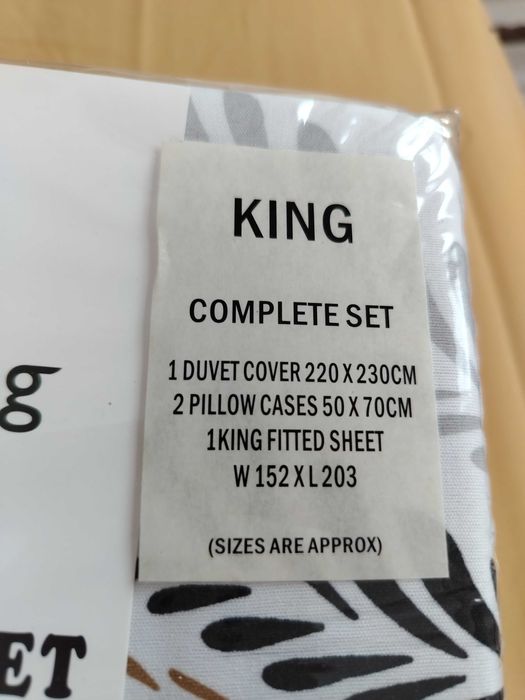 KING
COMPLETE SET
1 DUVET COVER 220 X 230CM
2 PILLOW CASES 50 X 70CM
1KING FITTED SHEET
W 152 X L 203
(SIZES ARE APPROX)
g
ET